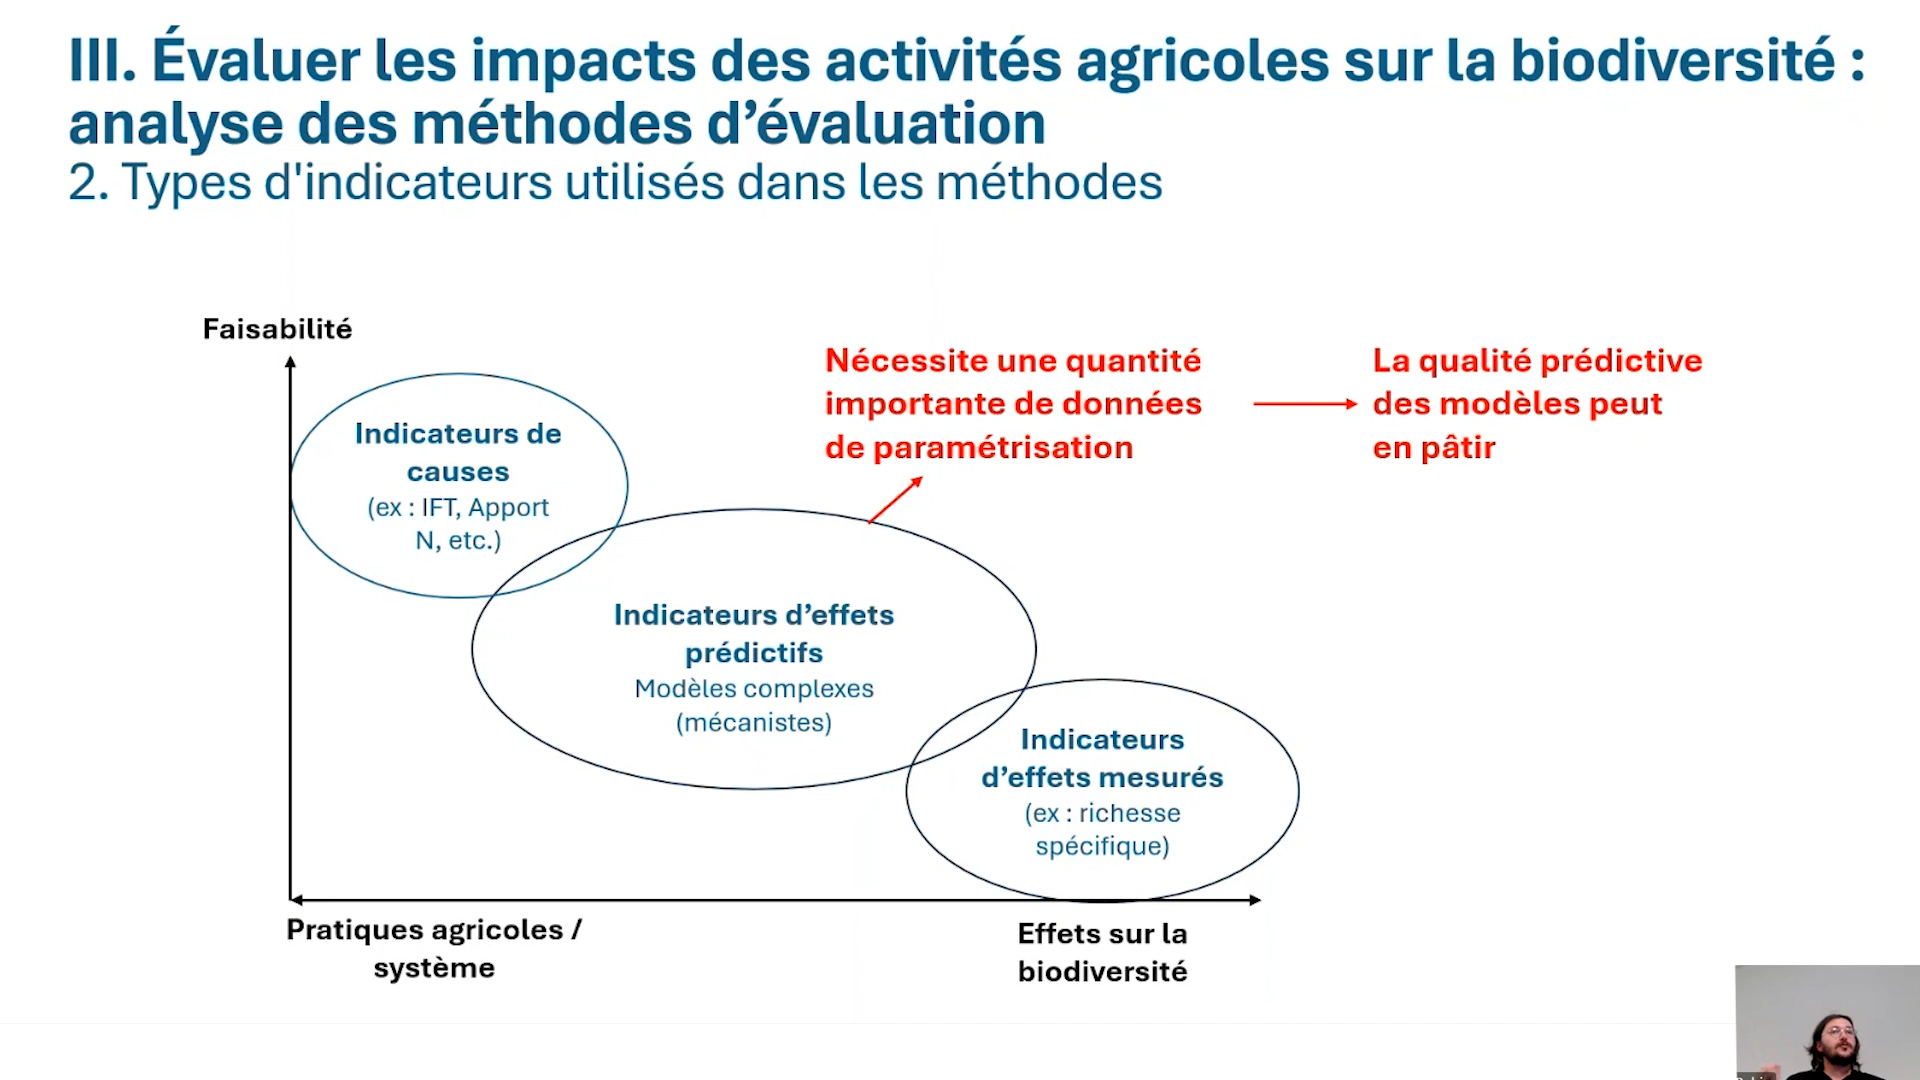 III. Évaluer les impacts des activités agricoles sur la biodiversité :
analyse des méthodes d’évaluation
2. Types d'indicateurs utilisés dans les méthodes
Faisabilité
Indicateurs de
causes
(ex : IFT, Apport
N, etc.)
Nécessite une quantité
importante de données
de paramétrisation
La qualité prédictive
des modèles peut
en pâtir
Indicateurs d’effets
prédictifs
Modèles complexes
(mécanistes)
Indicateurs
d’effets mesurés
(ex : richesse
spécifique)
Pratiques agricoles /
système
Effets sur la
biodiversité